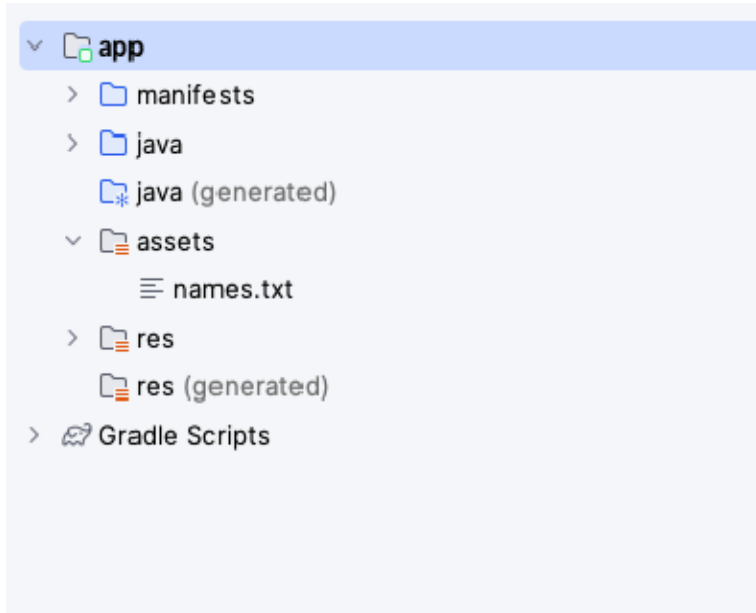 app
manifests
java
java (generated)
assets
names.txt
res
res (generated)
Gradle Scripts